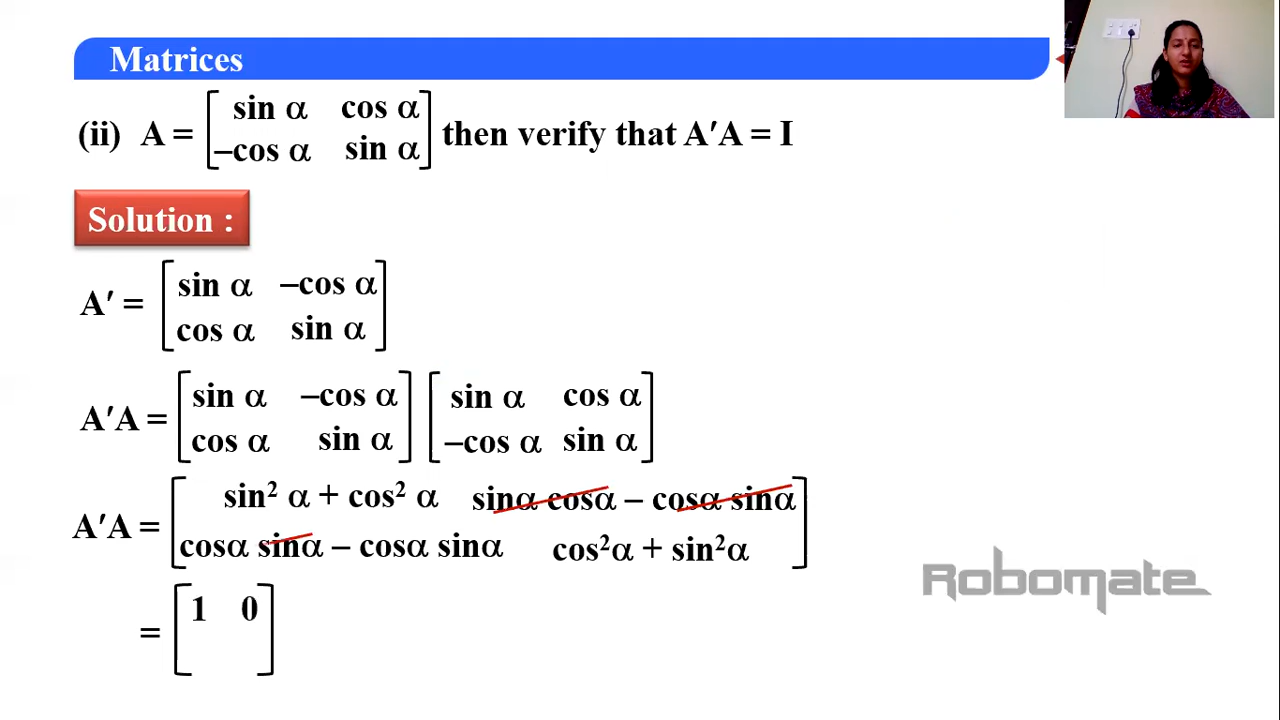 Matrices
(ii) A = [ sin α cos α
–cos α sin α ] then verify that A′A = I
Solution :
A′ = [ sin α –cos α
cos α sin α ]
A′A = [ sin α –cos α
cos α sin α ] [ sin α cos α
–cos α sin α ]
A′A = [ sin² α + cos² α sinα cosα – cosα sinα
cosα sinα – cosα sinα cos²α + sin²α ]
= [ 1 0 ]
Robomate